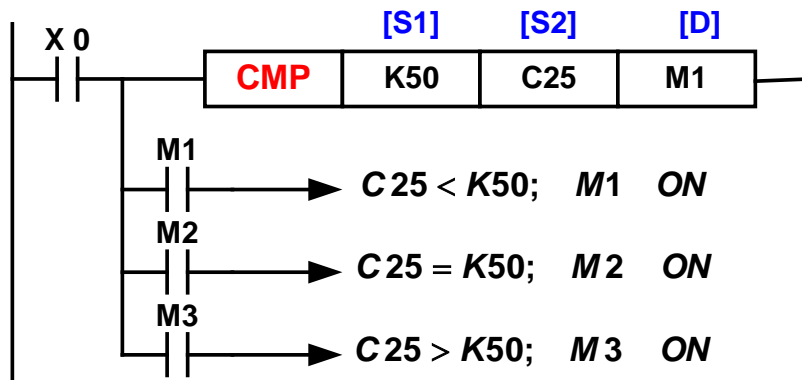 [S1] [S2] [D]
X 0
CMP K50 C25 M1
M1
C25 < K50; M1 ON
M2
C25 = K50; M2 ON
M3
C25 > K50; M3 ON